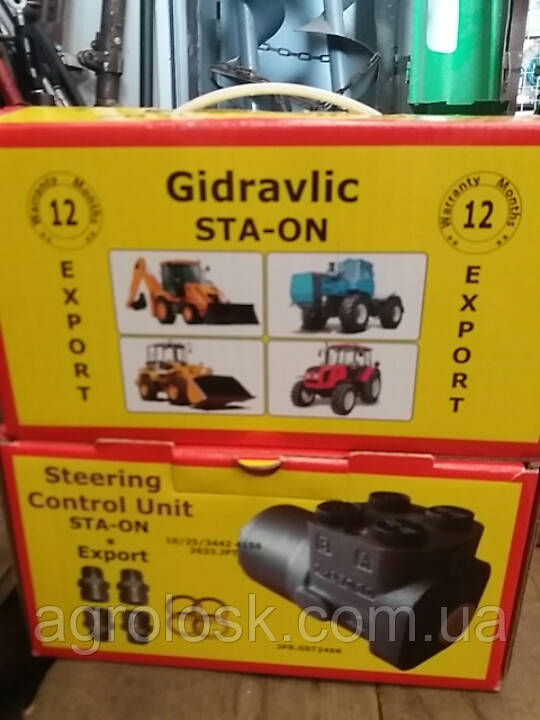 Gidravlic
STA-ON
Warranty Months
12
Warranty Months
12
EXPORT
EXPORT
Steering
Control Unit
STA-ON
Export
agrolosk.com.ua